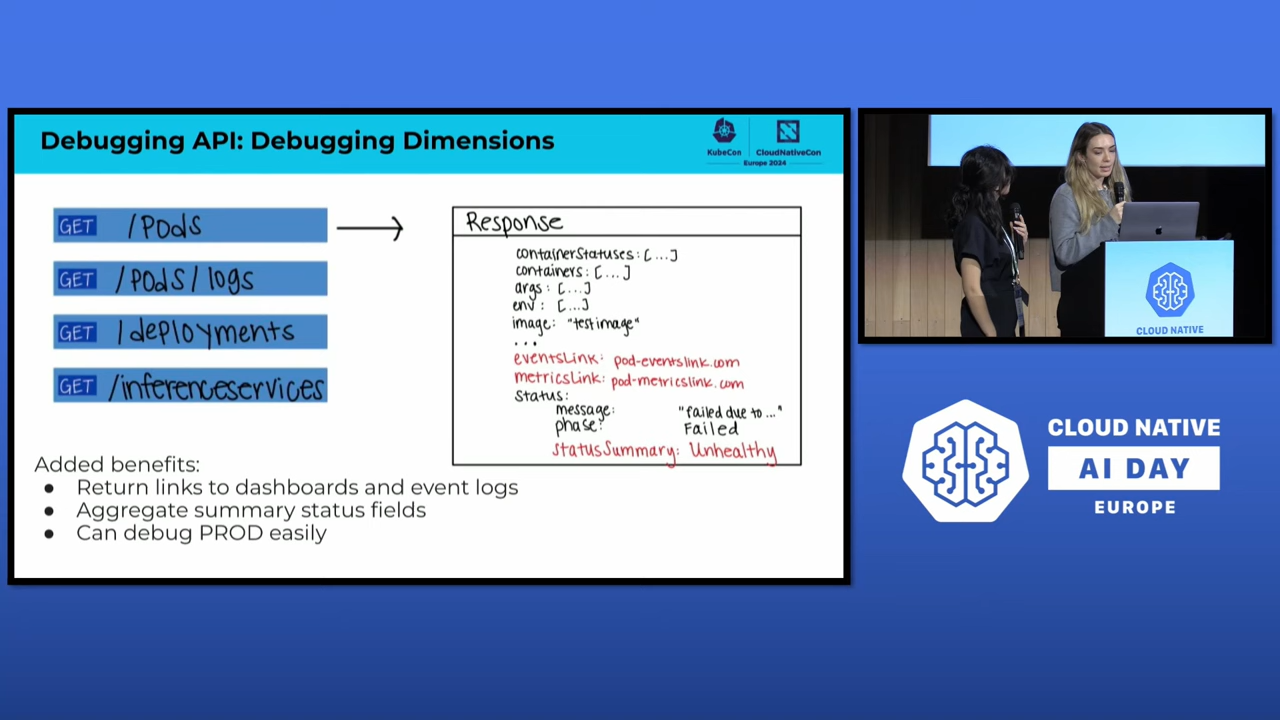 Debugging API: Debugging Dimensions
KubeCon
CloudNativeCon
Europe 2024
GET /Pods
GET /pods/logs
GET /deployments
GET /inferenceservices
Response
containerStatuses: [...]
containers: [...]
args: [...]
env: [...]
image: "testimage"
...
eventsLink: pod-eventslink.com
metricsLink: pod-metricslink.com
status:
message: "failed due to..."
phase: Failed
statusSummary: Unhealthy
Added benefits:
● Return links to dashboards and event logs
● Aggregate summary status fields
● Can debug PROD easily
CLOUD NATIVE
CLOUD NATIVE
AI DAY
EUROPE